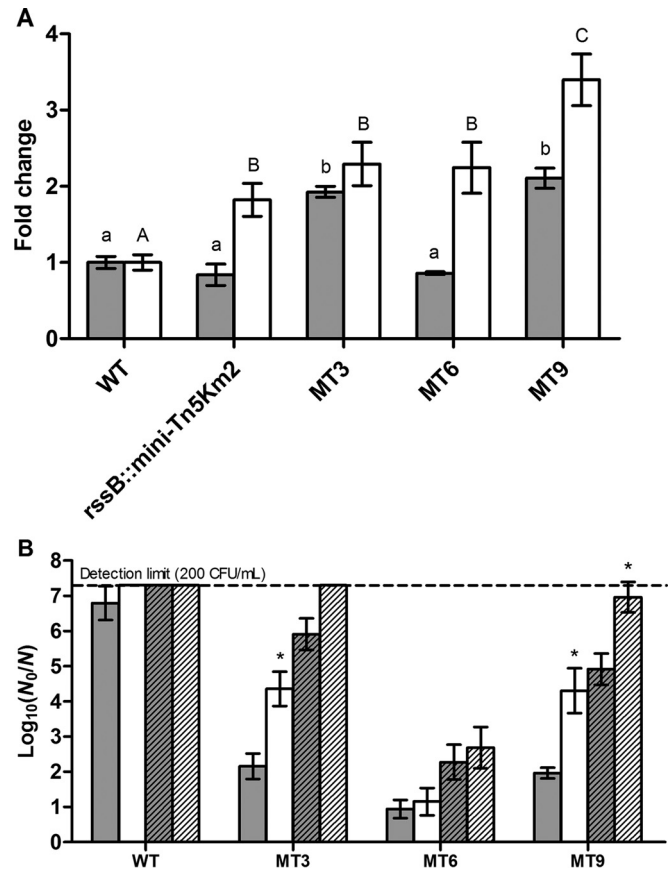 A
Fold change
4
3
2
1
0
a A a B b B a B b C
WT rssB::mini-Tn5Km2 MT3 MT6 MT9
B
Log10(N0/N)
8
7
6
5
4
3
2
1
0
Detection limit (200 CFU/mL)
* * *
WT MT3 MT6 MT9